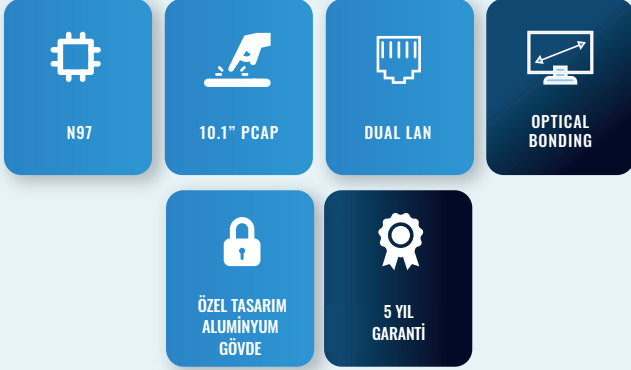 N97
10.1” PCAP
DUAL LAN
OPTICAL
BONDING
ÖZEL TASARIM
ALUMİNYUM
GÖVDE
5 YIL
GARANTİ